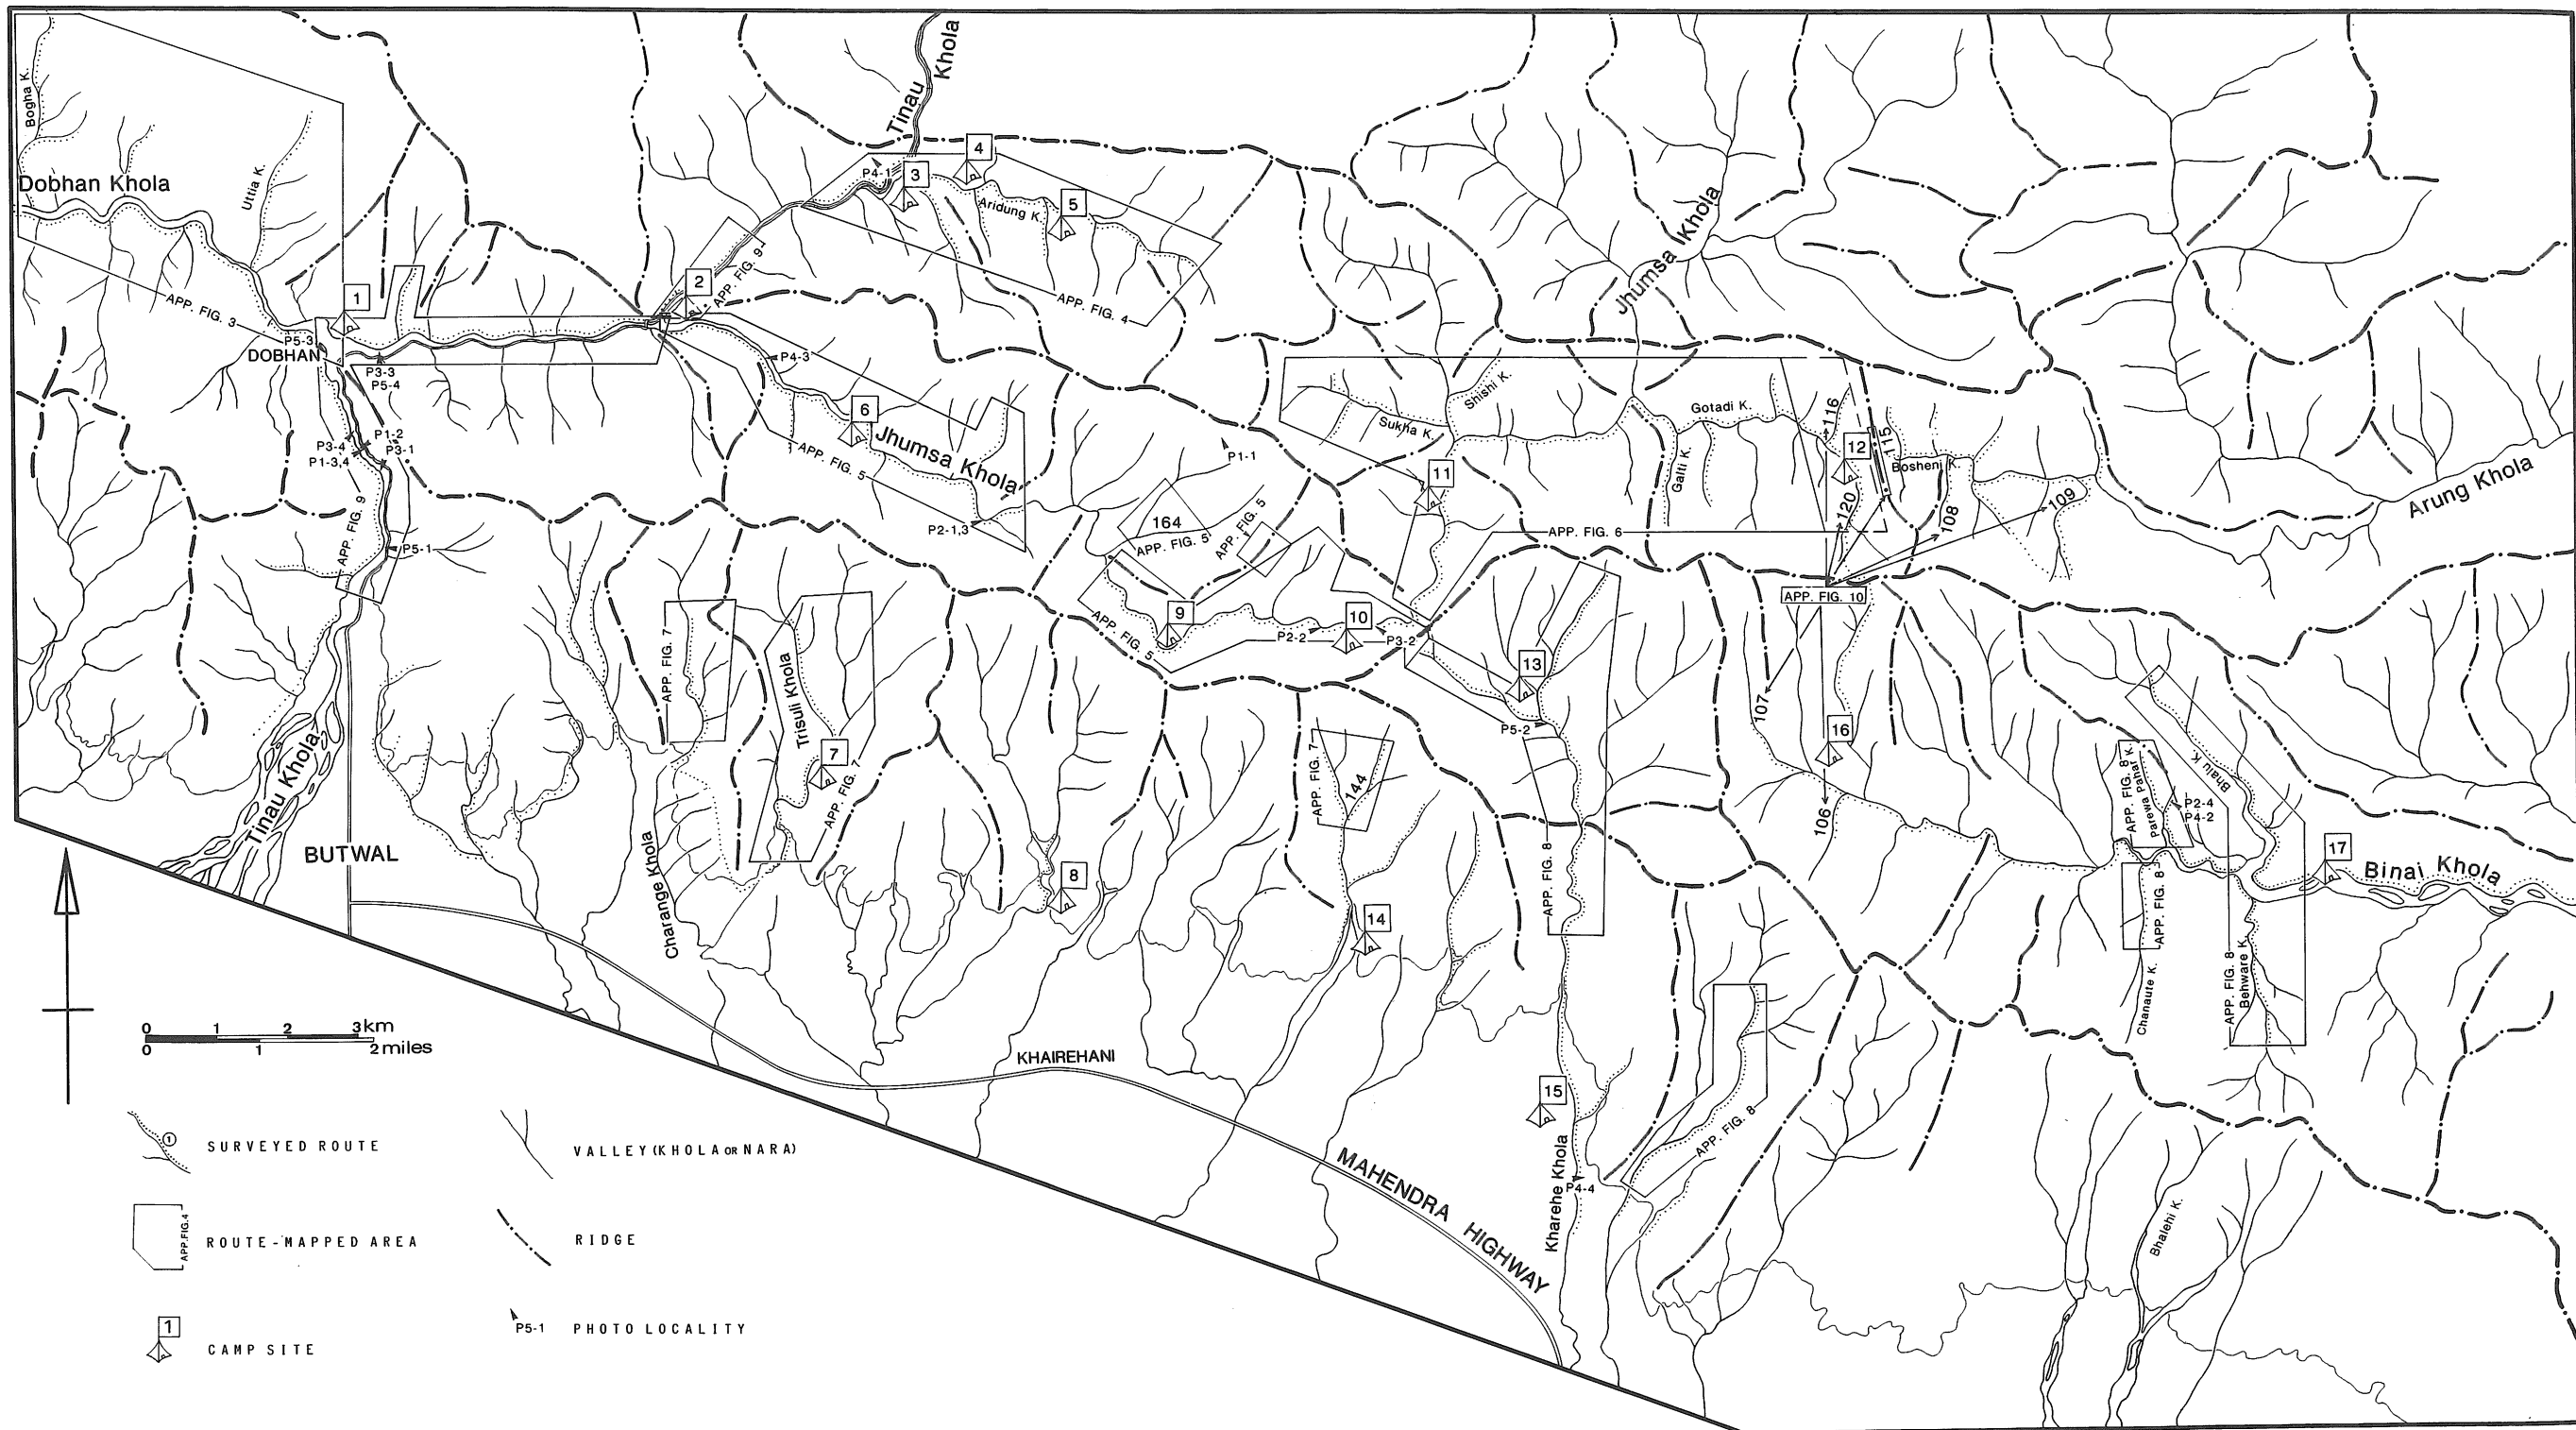 Bogha K.
Dobhan Khola
Uttia K.
APP. FIG. 3
1
P5-3
DOBHAN
P3-3
P5-4
P1-2
P3-1
P3-4
P1-3,4
APP. FIG. 9
P5-1
Tinau Khola
BUTWAL
Tinau Khola
P4-1
3
4
Aridung K.
5
APP. FIG. 4
2
APP. FIG. 9
P4-3
6
Jhumsa Khola
APP. FIG. 5
P2-1,3
164
APP. FIG. 5
APP. FIG. 5
P1-1
9
APP. FIG. 5
P2-2
10
P3-2
Jhumsa Khola
Shishi K.
Sukha K.
11
Gotadi K.
Galti K.
116
12
115
Bosheni K.
120
108
109
APP. FIG. 6
APP. FIG. 10
Arung Khola
13
P5-2
107
16
106
APP. FIG. 7
Trisuli Khola
7
APP. FIG. 7
Charange Khola
8
APP. FIG. 7
144
14
APP. FIG. 8
APP. FIG. 8
Parewa Pahar K.
Bhalu K.
P2-4
P4-2
17
Binai Khola
APP. FIG. 8
Chanaute K.
APP. FIG. 8
Behware K.
KHAIREHANI
MAHENDRA HIGHWAY
15
Kharehe Khola
P4-4
APP. FIG. 8
Bhalehi K.
0 1 2 3km
0 1 2 miles
1 SURVEYED ROUTE
VALLEY (KHOLA OR NARA)
APP.FIG.4 ROUTE-MAPPED AREA
RIDGE
1 CAMP SITE
P5-1 PHOTO LOCALITY